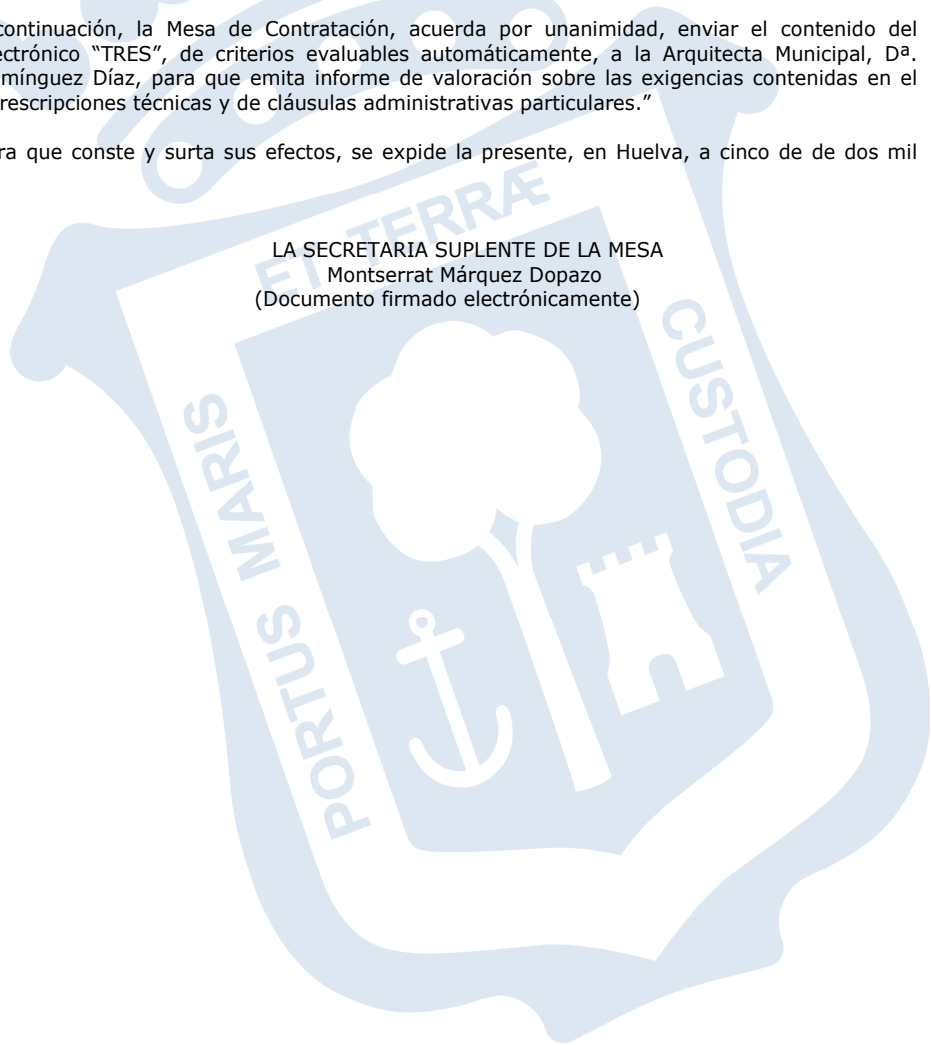 continuación, la Mesa de Contratación, acuerda por unanimidad, enviar el contenido del
ectrónico “TRES”, de criterios evaluables automáticamente, a la Arquitecta Municipal, Dª.
mínguez Díaz, para que emita informe de valoración sobre las exigencias contenidas en el
rescripciones técnicas y de cláusulas administrativas particulares.”
ra que conste y surta sus efectos, se expide la presente, en Huelva, a cinco de de dos mil
LA SECRETARIA SUPLENTE DE LA MESA
Montserrat Márquez Dopazo
(Documento firmado electrónicamente)
PORTUS MARIS
ET TERRÆ
CUSTODIA